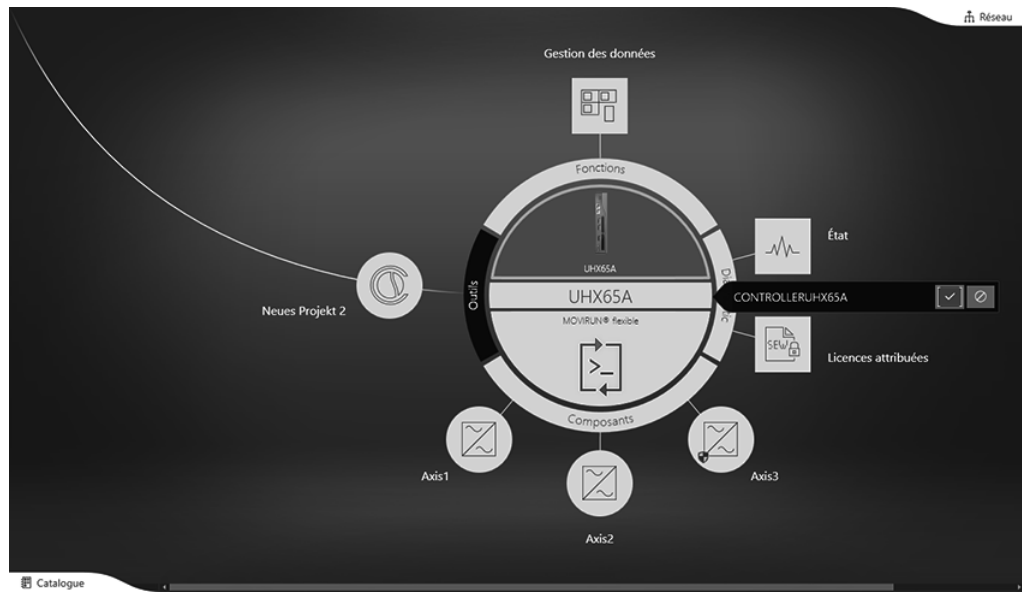 Réseau
Gestion des données
Fonctions
UHX65A
État
Outils
UHX65A
CONTROLLERUHX65A
Neues Projekt 2
MOVIRUN® flexible
SEW
Licences attribuées
>_
Composants
Axis1
Axis3
Axis2
Catalogue